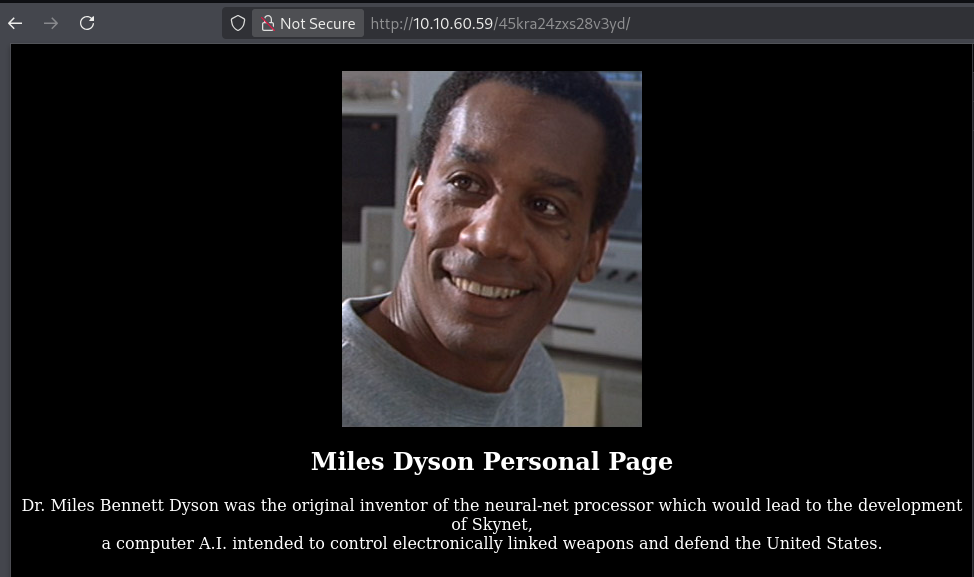 Not Secure http://10.10.60.59/45kra24zxs28v3yd/
Miles Dyson Personal Page
Dr. Miles Bennett Dyson was the original inventor of the neural-net processor which would lead to the development
of Skynet,
a computer A.I. intended to control electronically linked weapons and defend the United States.